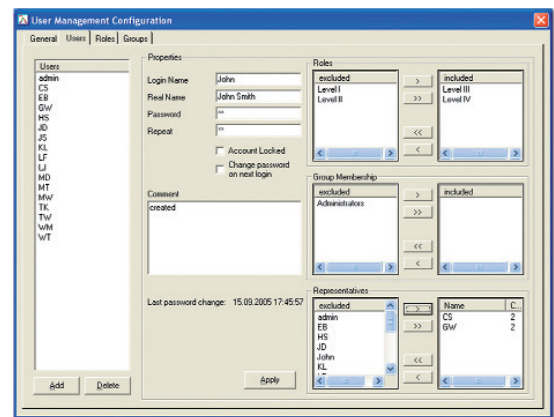 User Management Configuration
General Users Roles Groups
Users
admin
CS
EB
GW
HS
JD
JS
KL
LF
LJ
MD
MT
MW
TK
TW
WM
WT
Add Delete
Properties
Login Name John
Real Name John Smith
Password **
Repeat **
Account Locked
Change password
on next login
Comment
created
Last password change: 15.09.2005 17:45:57
Apply
Roles
excluded
Level I
Level II
>
>>
<<
<
included
Level III
Level IV
Group Membership
excluded
Administrators
>
>>
<<
<
included
Representatives
excluded
admin
EB
HS
JD
John
KL
>
>>
<<
<
Name C...
CS 2
GW 2